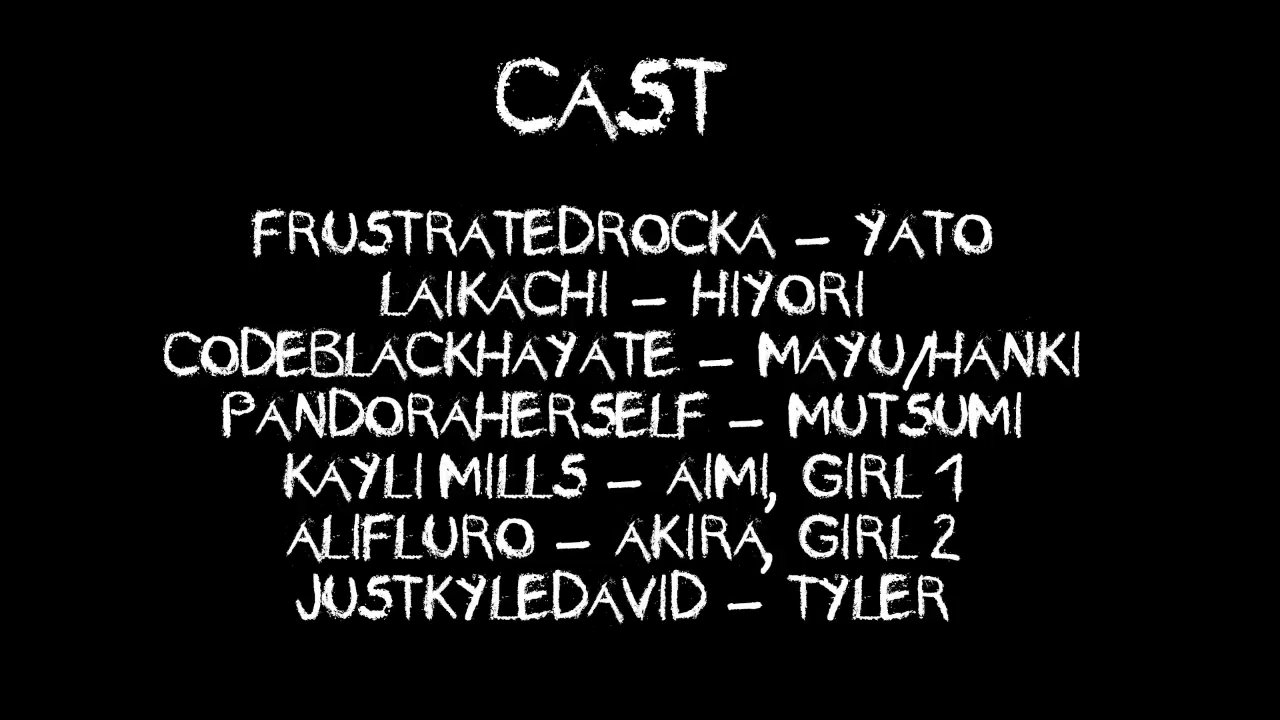 CAST
FRUSTRATEDROCKA – YATO
LAIKACHI – HIYORI
CODEBLACKHAYATE – MAYU/HANKI
PANDORAHERSELF – MUTSUMI
KAYLI MILLS – AIMI, GIRL 1
ALIFLURO – AKIRA, GIRL 2
JUSTKYLEDAVID – TYLER